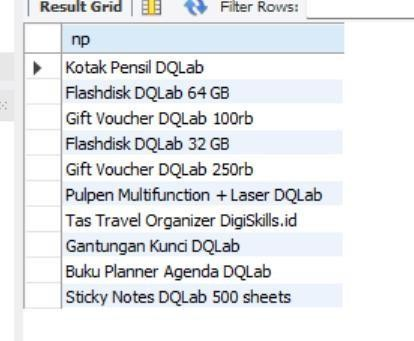 Result Grid Filter Rows:
np
Kotak Pensil DQLab
Flashdisk DQLab 64 GB
Gift Voucher DQLab 100rb
Flashdisk DQLab 32 GB
Gift Voucher DQLab 250rb
Pulpen Multifunction + Laser DQLab
Tas Travel Organizer DigiSkills.id
Gantungan Kunci DQLab
Buku Planner Agenda DQLab
Sticky Notes DQLab 500 sheets